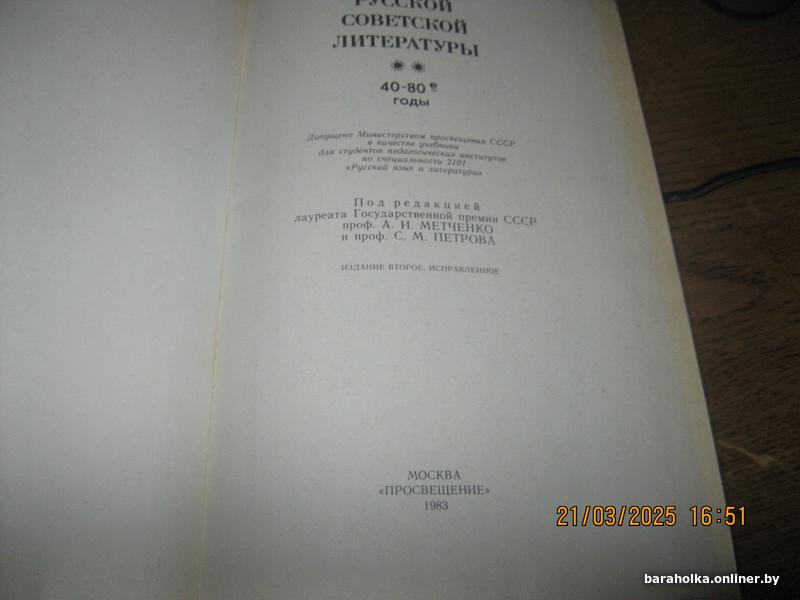 РУССКОЙ
СОВЕТСКОЙ
ЛИТЕРАТУРЫ
40-80е
ГОДЫ
Допущено Министерством просвещения СССР
в качестве учебника
для студентов педагогических институтов
по специальности 2101
«Русский язык и литература»
Под редакцией
лауреата Государственной премии СССР
проф. А. И. МЕТЧЕНКО
и проф. С. М. ПЕТРОВА
ИЗДАНИЕ ВТОРОЕ, ИСПРАВЛЕННОЕ
МОСКВА
«ПРОСВЕЩЕНИЕ»
1983
21/03/2025 16:51
baraholka.onliner.by